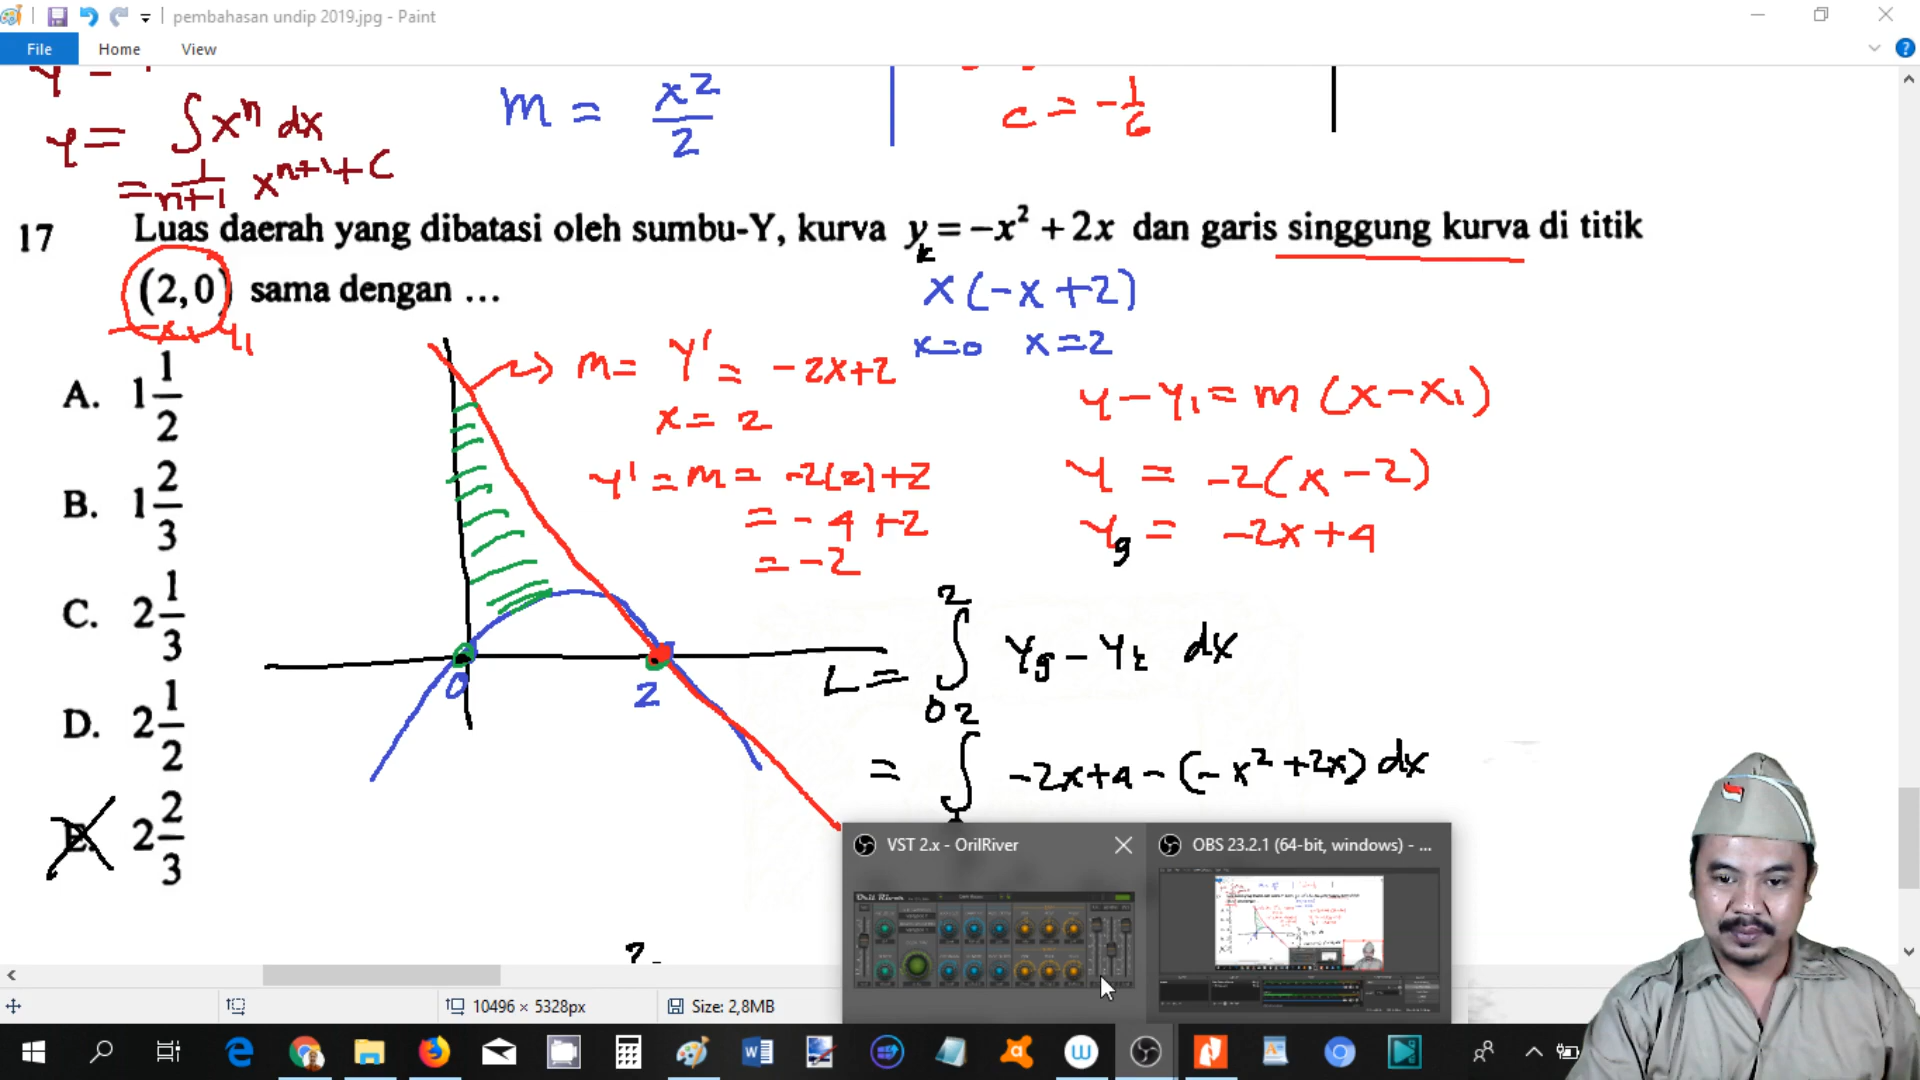 pembahasan undip 2019.jpg - Paint
File Home View
y = ∫xⁿ dx
= 1/n+1 xⁿ⁺¹ + C
m = x²/2
c = -1/6
17 Luas daerah yang dibatasi oleh sumbu-Y, kurva y = -x² + 2x dan garis singgung kurva di titik
k
(2,0) sama dengan ...
x₁ y₁
x(-x+2)
x=0 x=2
A. 1 1/2
B. 1 2/3
C. 2 1/3
D. 2 1/2
E. 2 2/3
m = y' = -2x+2
x = 2
y' = m = -2(2)+2
= -4+2
= -2
y - y₁ = m(x-x₁)
y = -2(x-2)
yg = -2x+4
0 2
L = ∫₀² yg - yk dx
= ∫² -2x+4-(-x²+2x) dx
VST 2.x - OrilRiver
OBS 23.2.1 (64-bit, windows) - ...
10496 × 5328px
Size: 2,8MB